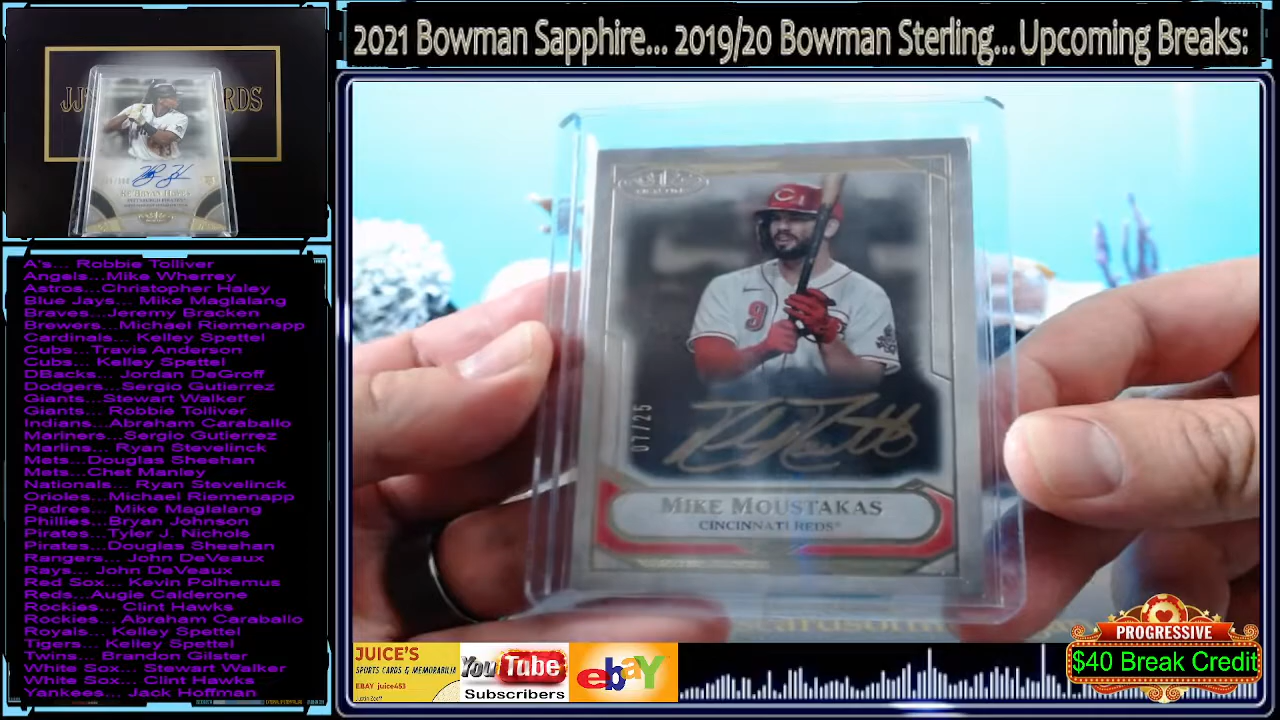 2021 Bowman Sapphire... 2019/20 Bowman Sterling...Upcoming Breaks:
A's... Robbie Tolliver
Angels...Mike Wherrey
Astros...Christopher Haley
Blue Jays... Mike Maglalang
Braves...Jeremy Bracken
Brewers...Michael Riemenapp
Cardinals... Kelley Spettel
Cubs...Travis Anderson
Cubs... Kelley Spettel
DBacks... Jordan DeGroff
Dodgers...Sergio Gutierrez
Giants...Stewart Walker
Giants... Robbie Tolliver
Indians...Abraham Caraballo
Mariners...Sergio Gutierrez
Marlins... Ryan Stevelinck
Mets...Douglas Sheehan
Mets...Chet Manley
Nationals... Ryan Stevelinck
Orioles...Michael Riemenapp
Padres... Mike Maglalang
Phillies...Bryan Johnson
Pirates...Tyler J. Nichols
Pirates...Douglas Sheehan
Rangers... John DeVeaux
Rays... John DeVeaux
Red Sox... Kevin Polhemus
Reds...Augie Calderone
Rockies... Clint Hawks
Rockies... Abraham Caraballo
Royals... Kelley Spettel
Tigers... Kelley Spettel
Twins... Brandon Gilster
White Sox... Stewart Walker
White Sox... Clint Hawks
Yankees... Jack Hoffman
C
9
07/25
MIKE MOUSTAKAS
CINCINNATI REDS
JUICE'S
SPORTS CARDS & MEMORABILIA
EBAY juice453
YouTube
Subscribers
ebay
PROGRESSIVE
$40 Break Credit